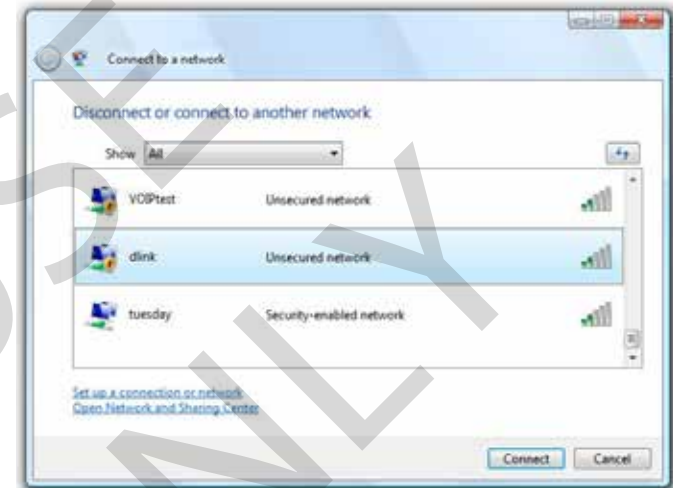 Connect to a network
Disconnect or connect to another network
Show All
VOIPtest Unsecured network
dlink Unsecured network
tuesday Security-enabled network
Set up a connection or network
Open Network and Sharing Center
Connect Cancel